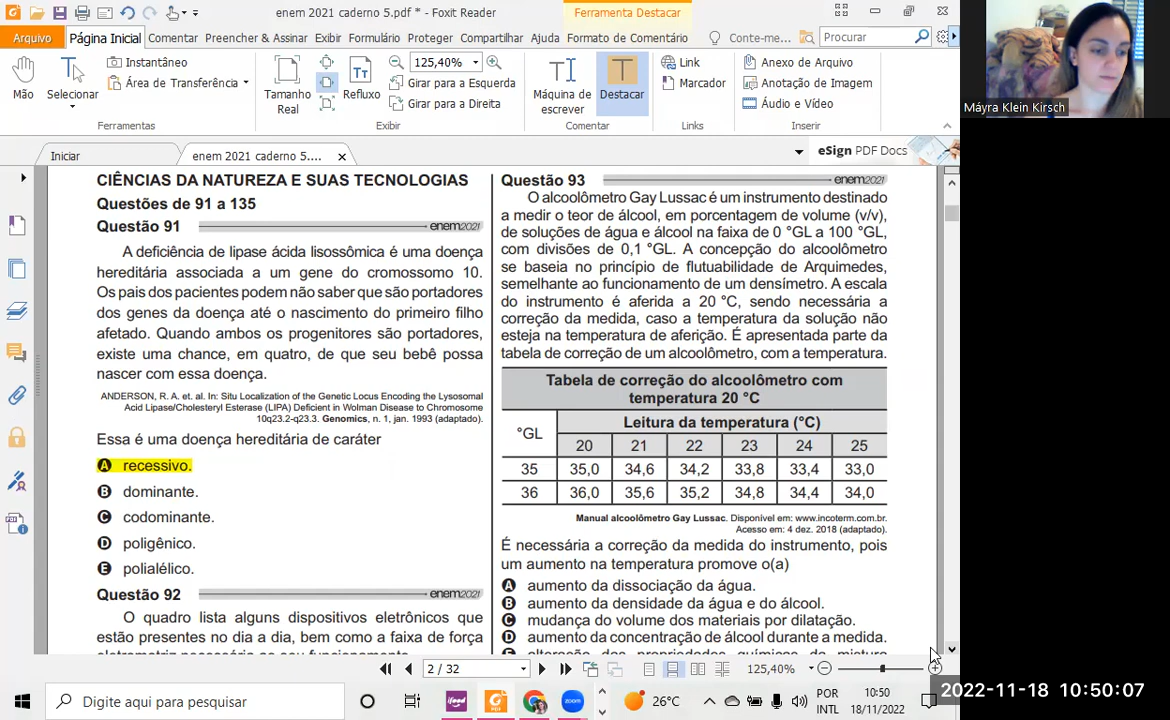 enem 2021 caderno 5.pdf * - Foxit Reader
Ferramenta Destacar
Arquivo
Página Inicial
Comentar
Preencher & Assinar
Exibir
Formulário
Proteger
Compartilhar
Ajuda
Formato de Comentário
Conte-me...
Procurar
Mão
Selecionar
Instantâneo
Área de Transferência
Tamanho Real
Refluxo
125,40%
Girar para a Esquerda
Girar para a Direita
Máquina de escrever
Destacar
Link
Marcador
Anexo de Arquivo
Anotação de Imagem
Áudio e Vídeo
Ferramentas
Exibir
Comentar
Links
Inserir
Máyra Klein Kirsch
Iniciar
enem 2021 caderno 5....
eSign PDF Docs
CIÊNCIAS DA NATUREZA E SUAS TECNOLOGIAS
Questões de 91 a 135
Questão 91
enem2021
A deficiência de lipase ácida lisossômica é uma doença
hereditária associada a um gene do cromossomo 10.
Os pais dos pacientes podem não saber que são portadores
dos genes da doença até o nascimento do primeiro filho
afetado. Quando ambos os progenitores são portadores,
existe uma chance, em quatro, de que seu bebê possa
nascer com essa doença.
ANDERSON, R. A. et. al. In: Situ Localization of the Genetic Locus Encoding the Lysosomal
Acid Lipase/Cholesteryl Esterase (LIPA) Deficient in Wolman Disease to Chromosome
10q23.2-q23.3. Genomics, n. 1, jan. 1993 (adaptado).
Essa é uma doença hereditária de caráter
A recessivo.
B dominante.
C codominante.
D poligênico.
E polialélico.
Questão 92
enem2021
O quadro lista alguns dispositivos eletrônicos que
estão presentes no dia a dia, bem como a faixa de força
eletromotriz necessária ao seu funcionamento.
Questão 93
enem2021
O alcoolômetro Gay Lussac é um instrumento destinado
a medir o teor de álcool, em porcentagem de volume (v/v),
de soluções de água e álcool na faixa de 0 °GL a 100 °GL,
com divisões de 0,1 °GL. A concepção do alcoolômetro
se baseia no princípio de flutuabilidade de Arquimedes,
semelhante ao funcionamento de um densímetro. A escala
do instrumento é aferida a 20 °C, sendo necessária a
correção da medida, caso a temperatura da solução não
esteja na temperatura de aferição. É apresentada parte da
tabela de correção de um alcoolômetro, com a temperatura.
Tabela de correção do alcoolômetro com
temperatura 20 °C
°GL
Leitura da temperatura (°C)
20 21 22 23 24 25
35 35,0 34,6 34,2 33,8 33,4 33,0
36 36,0 35,6 35,2 34,8 34,4 34,0
Manual alcoolômetro Gay Lussac. Disponível em: www.incoterm.com.br.
Acesso em: 4 dez. 2018 (adaptado).
É necessária a correção da medida do instrumento, pois
um aumento na temperatura promove o(a)
A aumento da dissociação da água.
B aumento da densidade da água e do álcool.
C mudança do volume dos materiais por dilatação.
D aumento da concentração de álcool durante a medida.
E alteração das propriedades químicas da mistura
2 / 32
125,40%
Digite aqui para pesquisar
ifood
zoom
26°C
POR
INTL
10:50
18/11/2022
2022-11-18 10:50:07